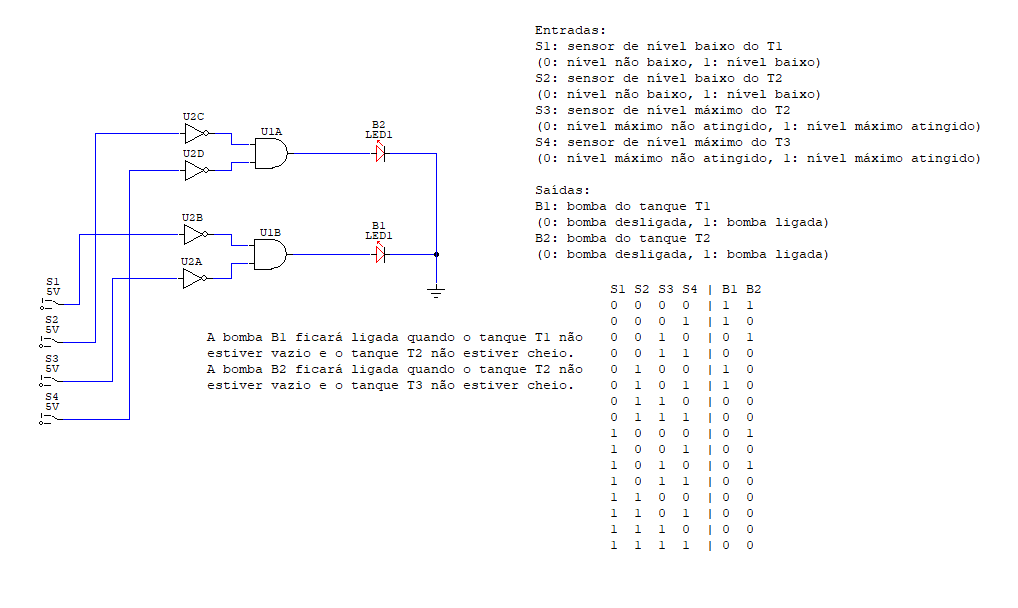 Entradas:
S1: sensor de nível baixo do T1
(0: nível não baixo, 1: nível baixo)
S2: sensor de nível baixo do T2
(0: nível não baixo, 1: nível baixo)
S3: sensor de nível máximo do T2
(0: nível máximo não atingido, 1: nível máximo atingido)
S4: sensor de nível máximo do T3
(0: nível máximo não atingido, 1: nível máximo atingido)
Saídas:
B1: bomba do tanque T1
(0: bomba desligada, 1: bomba ligada)
B2: bomba do tanque T2
(0: bomba desligada, 1: bomba ligada)
U2C
U1A
B2
LED1
U2D
U2B
U1B
B1
LED1
U2A
S1
5V
S2
5V
S3
5V
S4
5V
A bomba B1 ficará ligada quando o tanque T1 não
estiver vazio e o tanque T2 não estiver cheio.
A bomba B2 ficará ligada quando o tanque T2 não
estiver vazio e o tanque T3 não estiver cheio.
S1 S2 S3 S4 | B1 B2
0 0 0 0 | 1 1
0 0 0 1 | 1 0
0 0 1 0 | 0 1
0 0 1 1 | 0 0
0 1 0 0 | 1 0
0 1 0 1 | 1 0
0 1 1 0 | 0 0
0 1 1 1 | 0 0
1 0 0 0 | 0 1
1 0 0 1 | 0 0
1 0 1 0 | 0 1
1 0 1 1 | 0 0
1 1 0 0 | 0 0
1 1 0 1 | 0 0
1 1 1 0 | 0 0
1 1 1 1 | 0 0